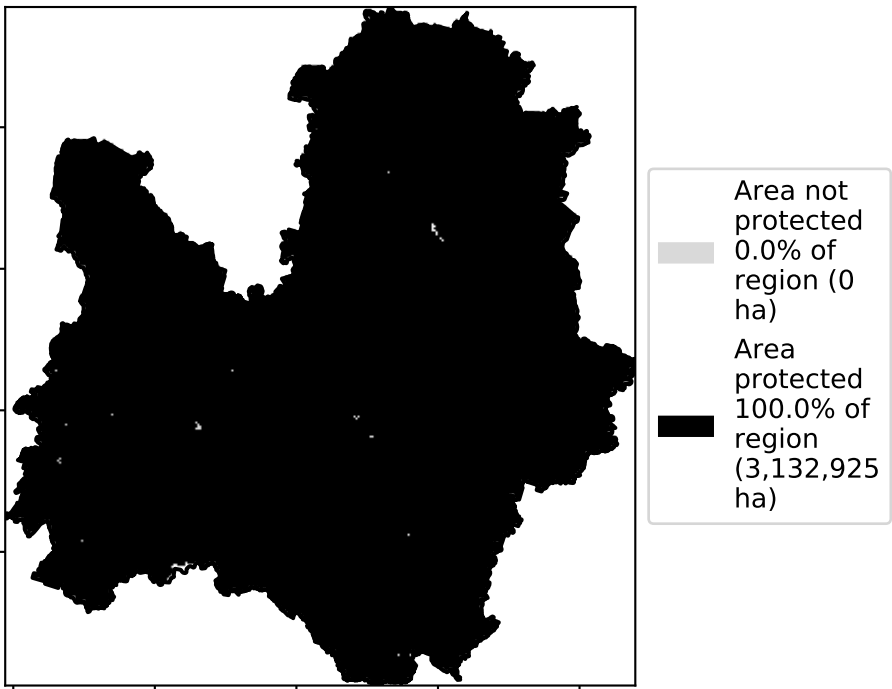 Area not
protected
0.0% of
region (0
ha)
Area
protected
100.0% of
region
(3,132,925
ha)